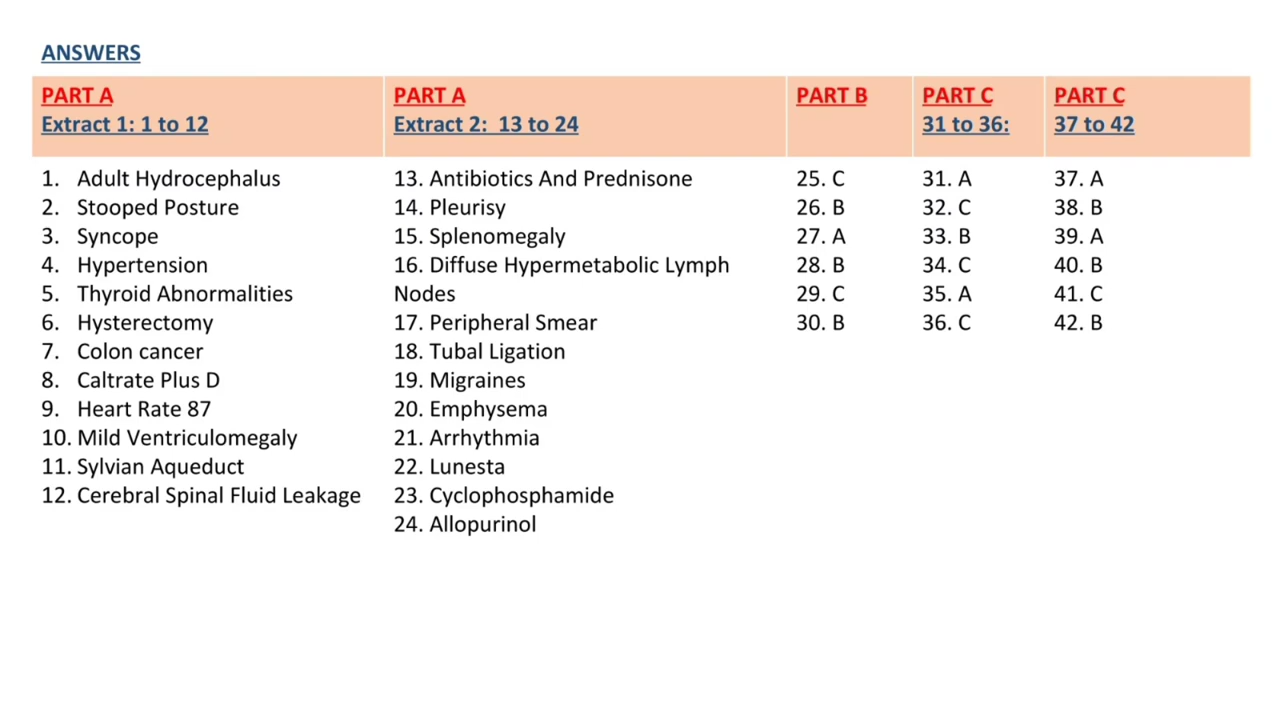 ANSWERS
PART A
Extract 1: 1 to 12
1. Adult Hydrocephalus
2. Stooped Posture
3. Syncope
4. Hypertension
5. Thyroid Abnormalities
6. Hysterectomy
7. Colon cancer
8. Caltrate Plus D
9. Heart Rate 87
10. Mild Ventriculomegaly
11. Sylvian Aqueduct
12. Cerebral Spinal Fluid Leakage
PART A
Extract 2: 13 to 24
13. Antibiotics And Prednisone
14. Pleurisy
15. Splenomegaly
16. Diffuse Hypermetabolic Lymph
Nodes
17. Peripheral Smear
18. Tubal Ligation
19. Migraines
20. Emphysema
21. Arrhythmia
22. Lunesta
23. Cyclophosphamide
24. Allopurinol
PART B
25. C
26. B
27. A
28. B
29. C
30. B
PART C
31 to 36:
31. A
32. C
33. B
34. C
35. A
36. C
PART C
37 to 42
37. A
38. B
39. A
40. B
41. C
42. B